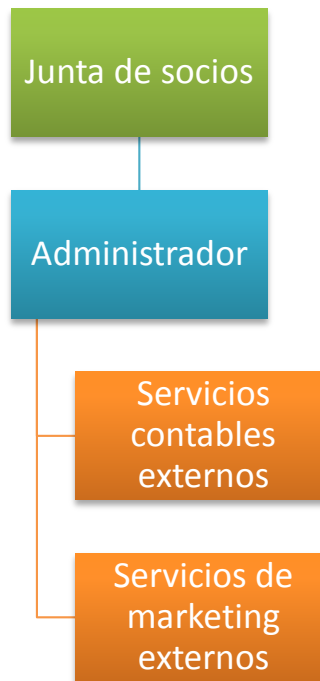 Junta de socios
Administrador
Servicios
contables
externos
Servicios de
marketing
externos